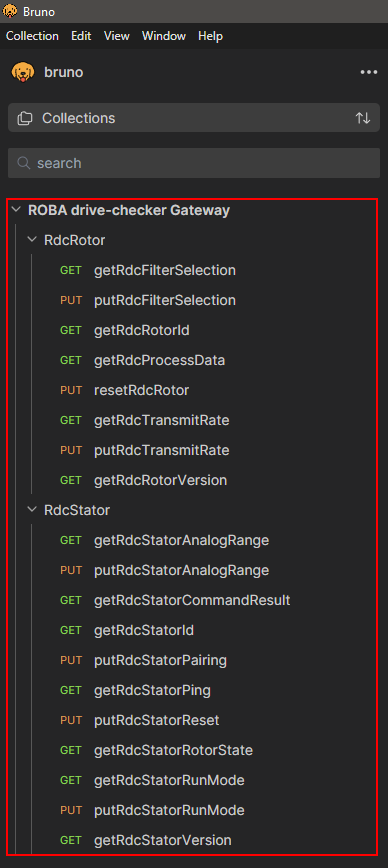 Bruno
Collection Edit View Window Help
bruno
Collections
search
ROBA drive-checker Gateway
RdcRotor
GET getRdcFilterSelection
PUT putRdcFilterSelection
GET getRdcRotorId
GET getRdcProcessData
PUT resetRdcRotor
GET getRdcTransmitRate
PUT putRdcTransmitRate
GET getRdcRotorVersion
RdcStator
GET getRdcStatorAnalogRange
PUT putRdcStatorAnalogRange
GET getRdcStatorCommandResult
GET getRdcStatorId
PUT putRdcStatorPairing
GET getRdcStatorPing
PUT putRdcStatorReset
GET getRdcStatorRotorState
GET getRdcStatorRunMode
PUT putRdcStatorRunMode
GET getRdcStatorVersion